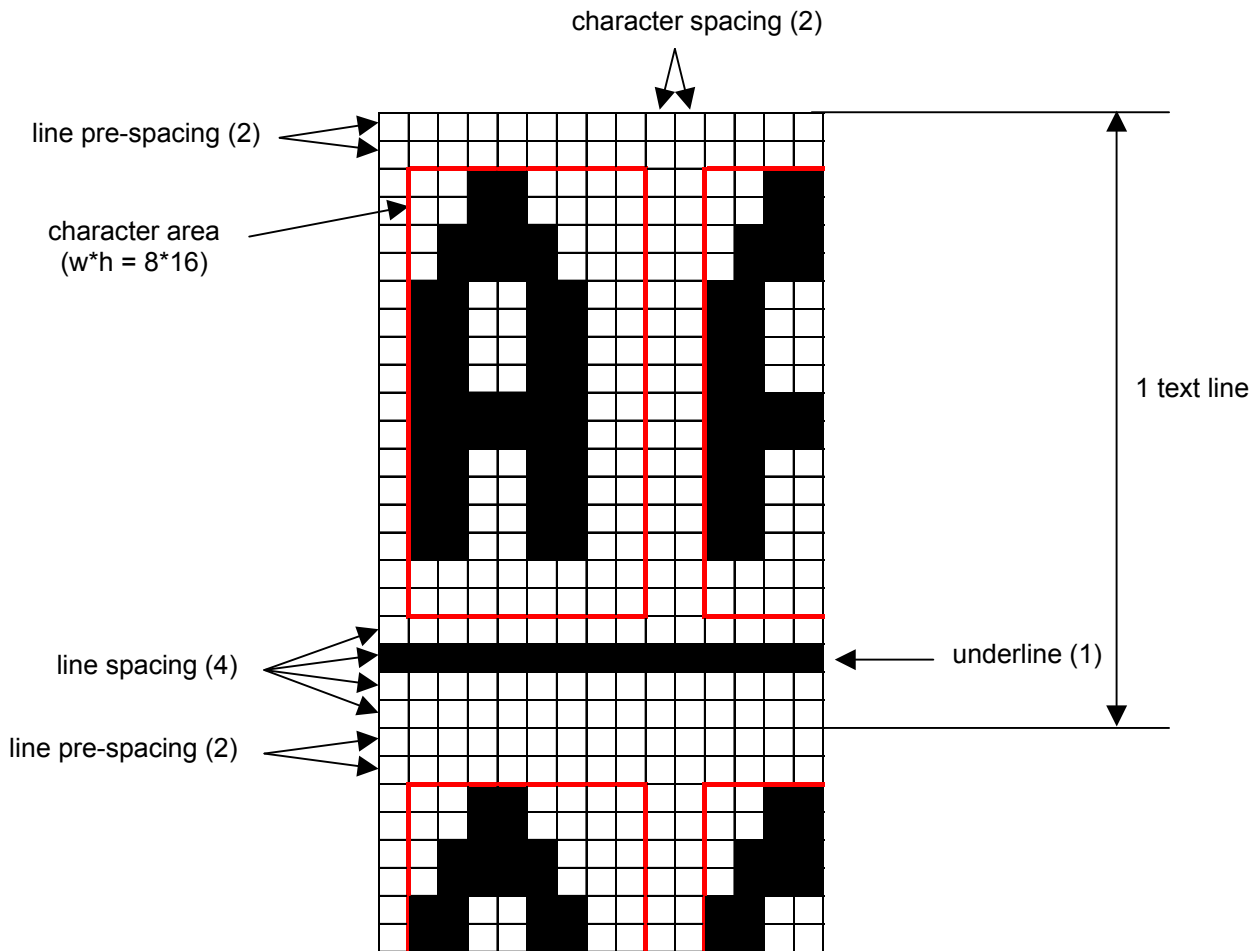 character spacing (2)
line pre-spacing (2)
character area
(w*h = 8*16)
1 text line
line spacing (4)
underline (1)
line pre-spacing (2)